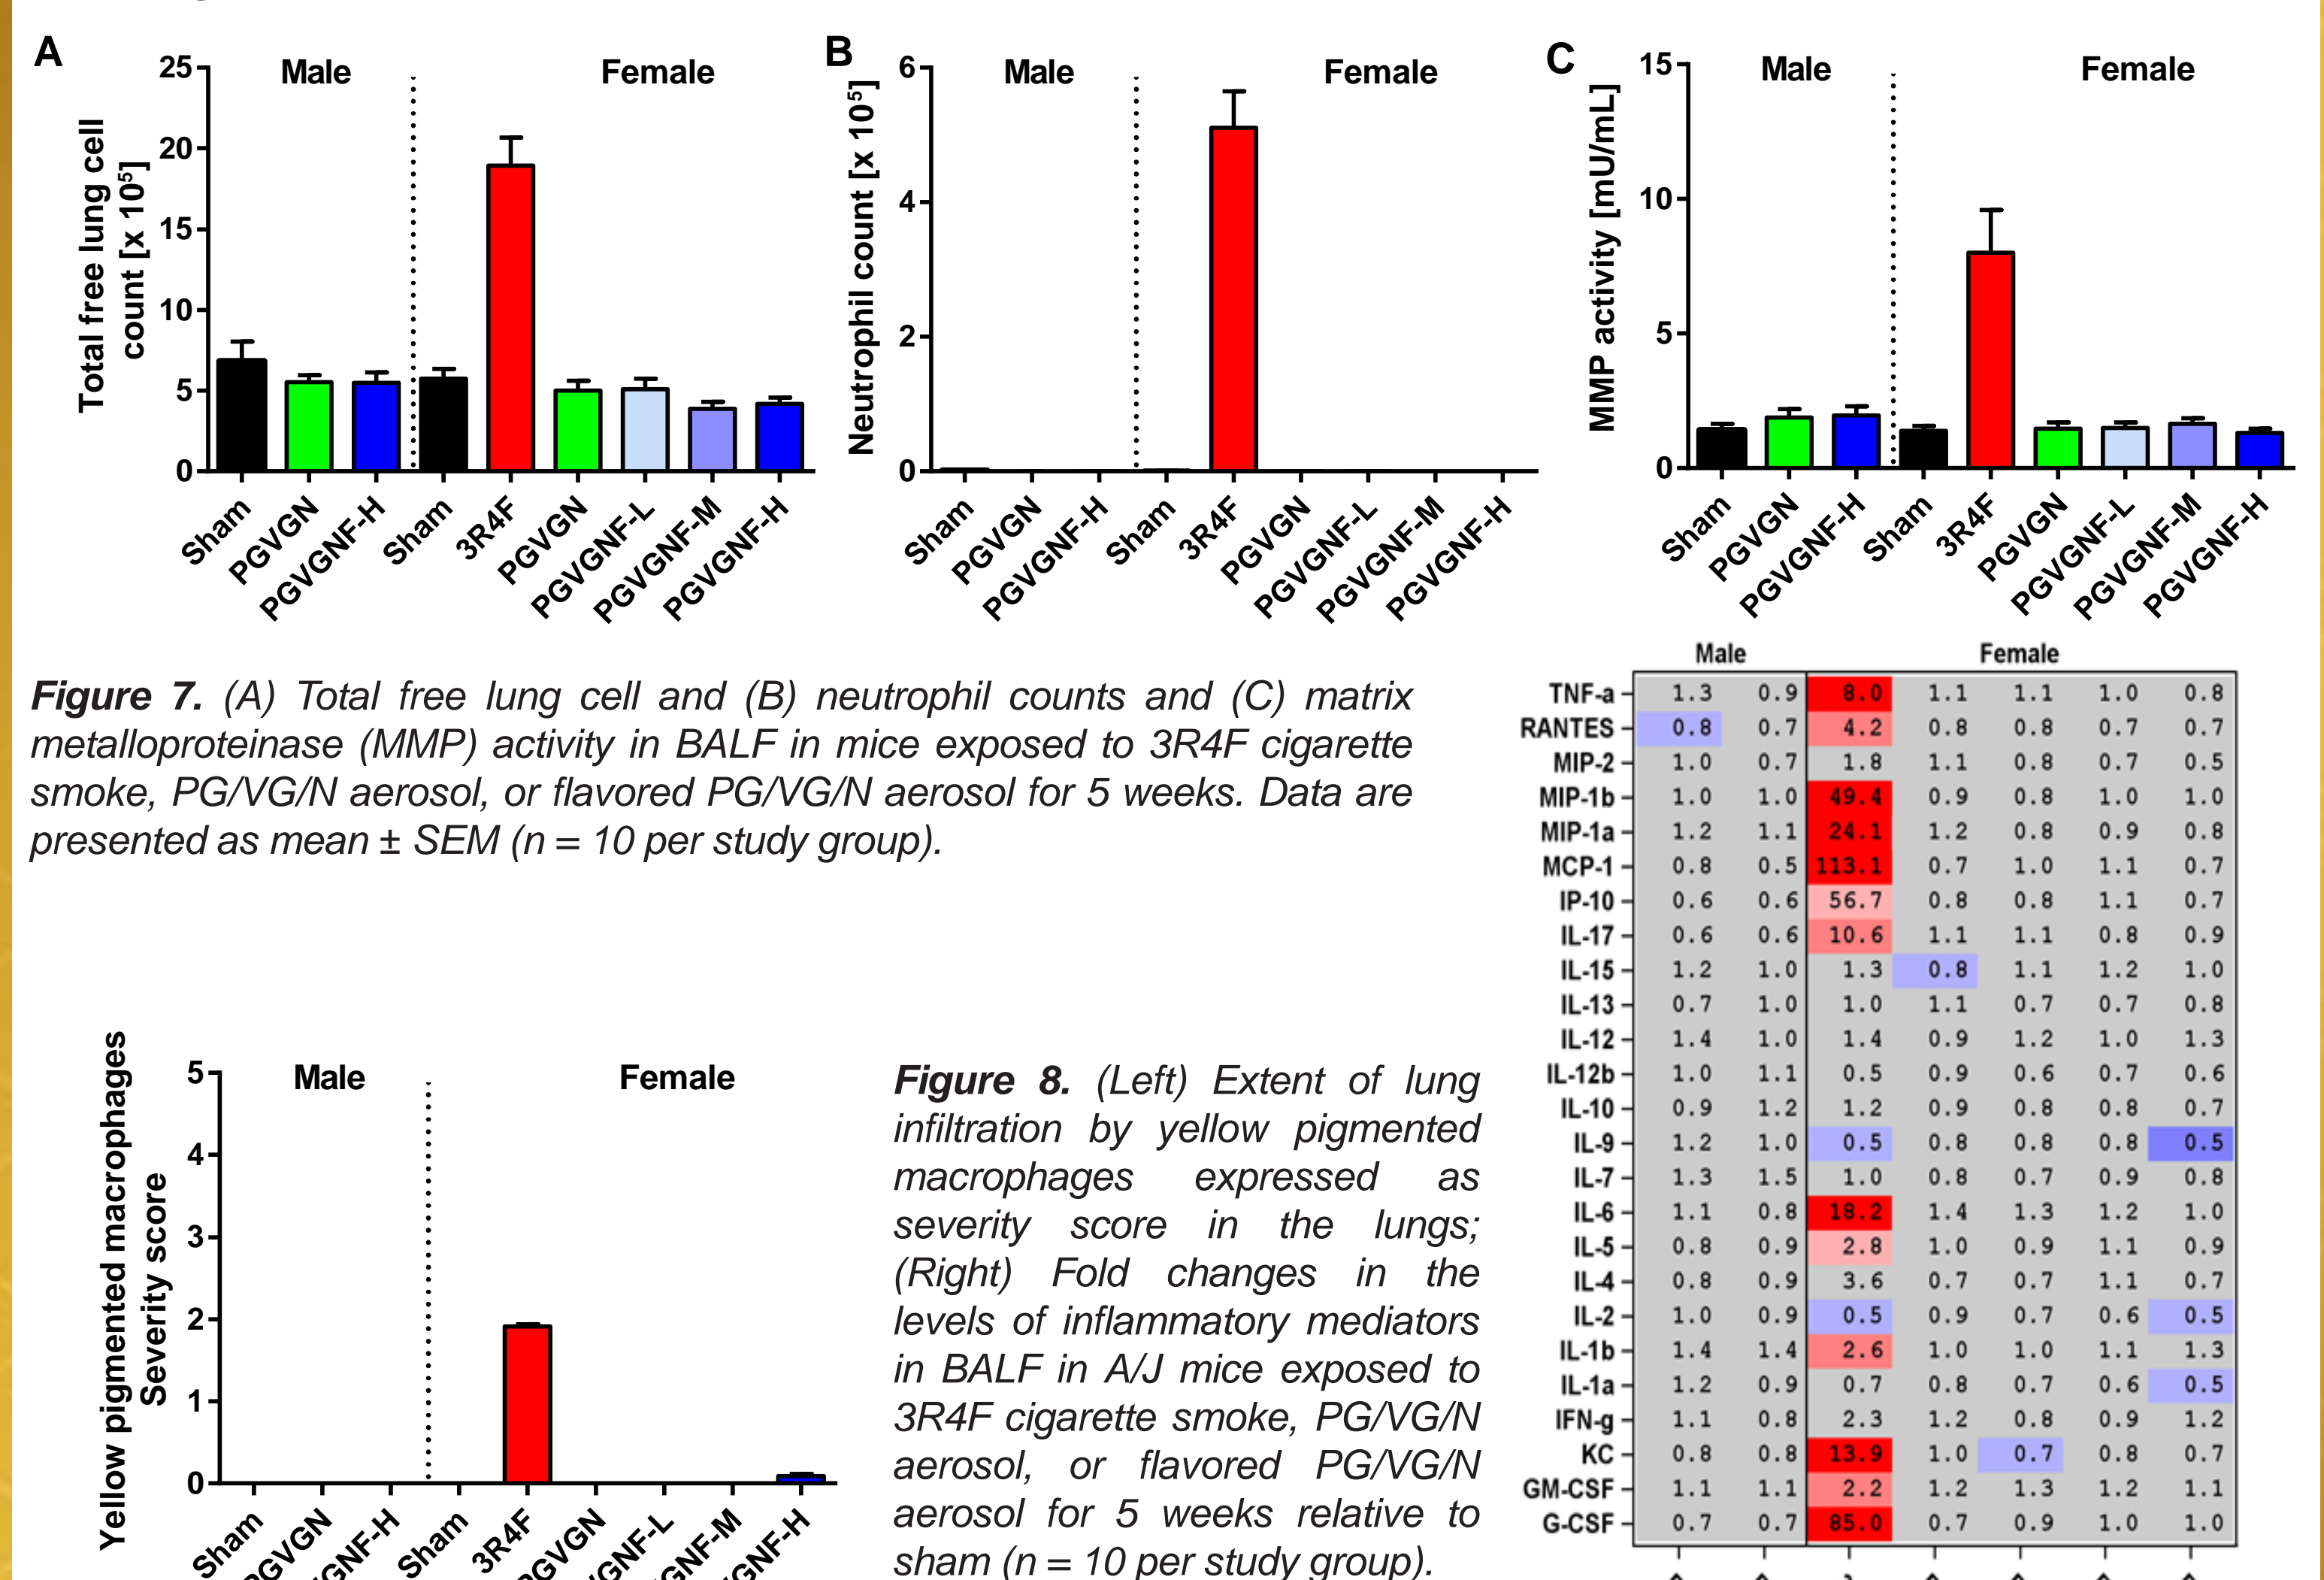 A
Male
Female
25
20
15
10
5
0
Total free lung cell
count [x 10⁵]
Sham
PGVGN
PGVGNF-H
Sham
3R4F
PGVGN
PGVGNF-L
PGVGNF-M
PGVGNF-H
B
Male
Female
6
4
2
0
Neutrophil count [x 10⁵]
Sham
PGVGN
PGVGNF-H
Sham
3R4F
PGVGN
PGVGNF-L
PGVGNF-M
PGVGNF-H
C
Male
Female
15
10
5
0
MMP activity [mU/mL]
Sham
PGVGN
PGVGNF-H
Sham
3R4F
PGVGN
PGVGNF-L
PGVGNF-M
PGVGNF-H
Figure 7. (A) Total free lung cell and (B) neutrophil counts and (C) matrix
metalloproteinase (MMP) activity in BALF in mice exposed to 3R4F cigarette
smoke, PG/VG/N aerosol, or flavored PG/VG/N aerosol for 5 weeks. Data are
presented as mean ± SEM (n = 10 per study group).
Male
Female
5
4
3
2
1
0
Yellow pigmented macrophages
Severity score
Sham
PGVGN
GNF-H
Sham
3R4F
PGVGN
GNF-L
GNF-M
GNF-H
Figure 8. (Left) Extent of lung
infiltration by yellow pigmented
macrophages expressed as
severity score in the lungs;
(Right) Fold changes in the
levels of inflammatory mediators
in BALF in A/J mice exposed to
3R4F cigarette smoke, PG/VG/N
aerosol, or flavored PG/VG/N
aerosol for 5 weeks relative to
sham (n = 10 per study group).
Male Female
TNF-a 1.3 0.9 8.0 1.1 1.1 1.0 0.8
RANTES 0.8 0.7 4.2 0.8 0.8 0.7 0.7
MIP-2 1.0 0.7 1.8 1.1 0.8 0.7 0.5
MIP-1b 1.0 1.0 49.4 0.9 0.8 1.0 1.0
MIP-1a 1.2 1.1 24.1 1.2 0.8 0.9 0.8
MCP-1 0.8 0.5 113.1 0.7 1.0 1.1 0.7
IP-10 0.6 0.6 56.7 0.8 0.8 1.1 0.7
IL-17 0.6 0.6 10.6 1.1 1.1 0.8 0.9
IL-15 1.2 1.0 1.3 0.8 1.1 1.2 1.0
IL-13 0.7 1.0 1.0 1.1 0.7 0.7 0.8
IL-12 1.4 1.0 1.4 0.9 1.2 1.0 1.3
IL-12b 1.0 1.1 0.5 0.9 0.6 0.7 0.6
IL-10 0.9 1.2 1.2 0.9 0.8 0.8 0.7
IL-9 1.2 1.0 0.5 0.8 0.8 0.8 0.5
IL-7 1.3 1.5 1.0 0.8 0.7 0.9 0.8
IL-6 1.1 0.8 18.2 1.4 1.3 1.2 1.0
IL-5 0.8 0.9 2.8 1.0 0.9 1.1 0.9
IL-4 0.8 0.9 3.6 0.7 0.7 1.1 0.7
IL-2 1.0 0.9 0.5 0.9 0.7 0.6 0.5
IL-1b 1.4 1.4 2.6 1.0 1.0 1.1 1.3
IL-1a 1.2 0.9 0.7 0.8 0.7 0.6 0.5
IFN-g 1.1 0.8 2.3 1.2 0.8 0.9 1.2
KC 0.8 0.8 13.9 1.0 0.7 0.8 0.7
GM-CSF 1.1 1.1 2.2 1.2 1.3 1.2 1.1
G-CSF 0.7 0.7 85.0 0.7 0.9 1.0 1.0